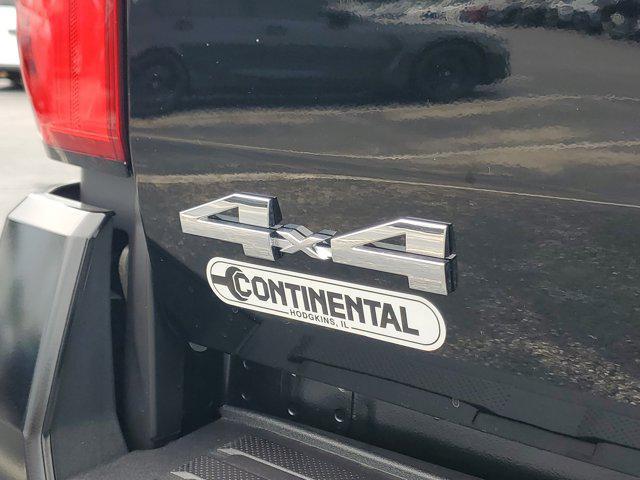 4x4
CONTINENTAL
HODGKINS, IL